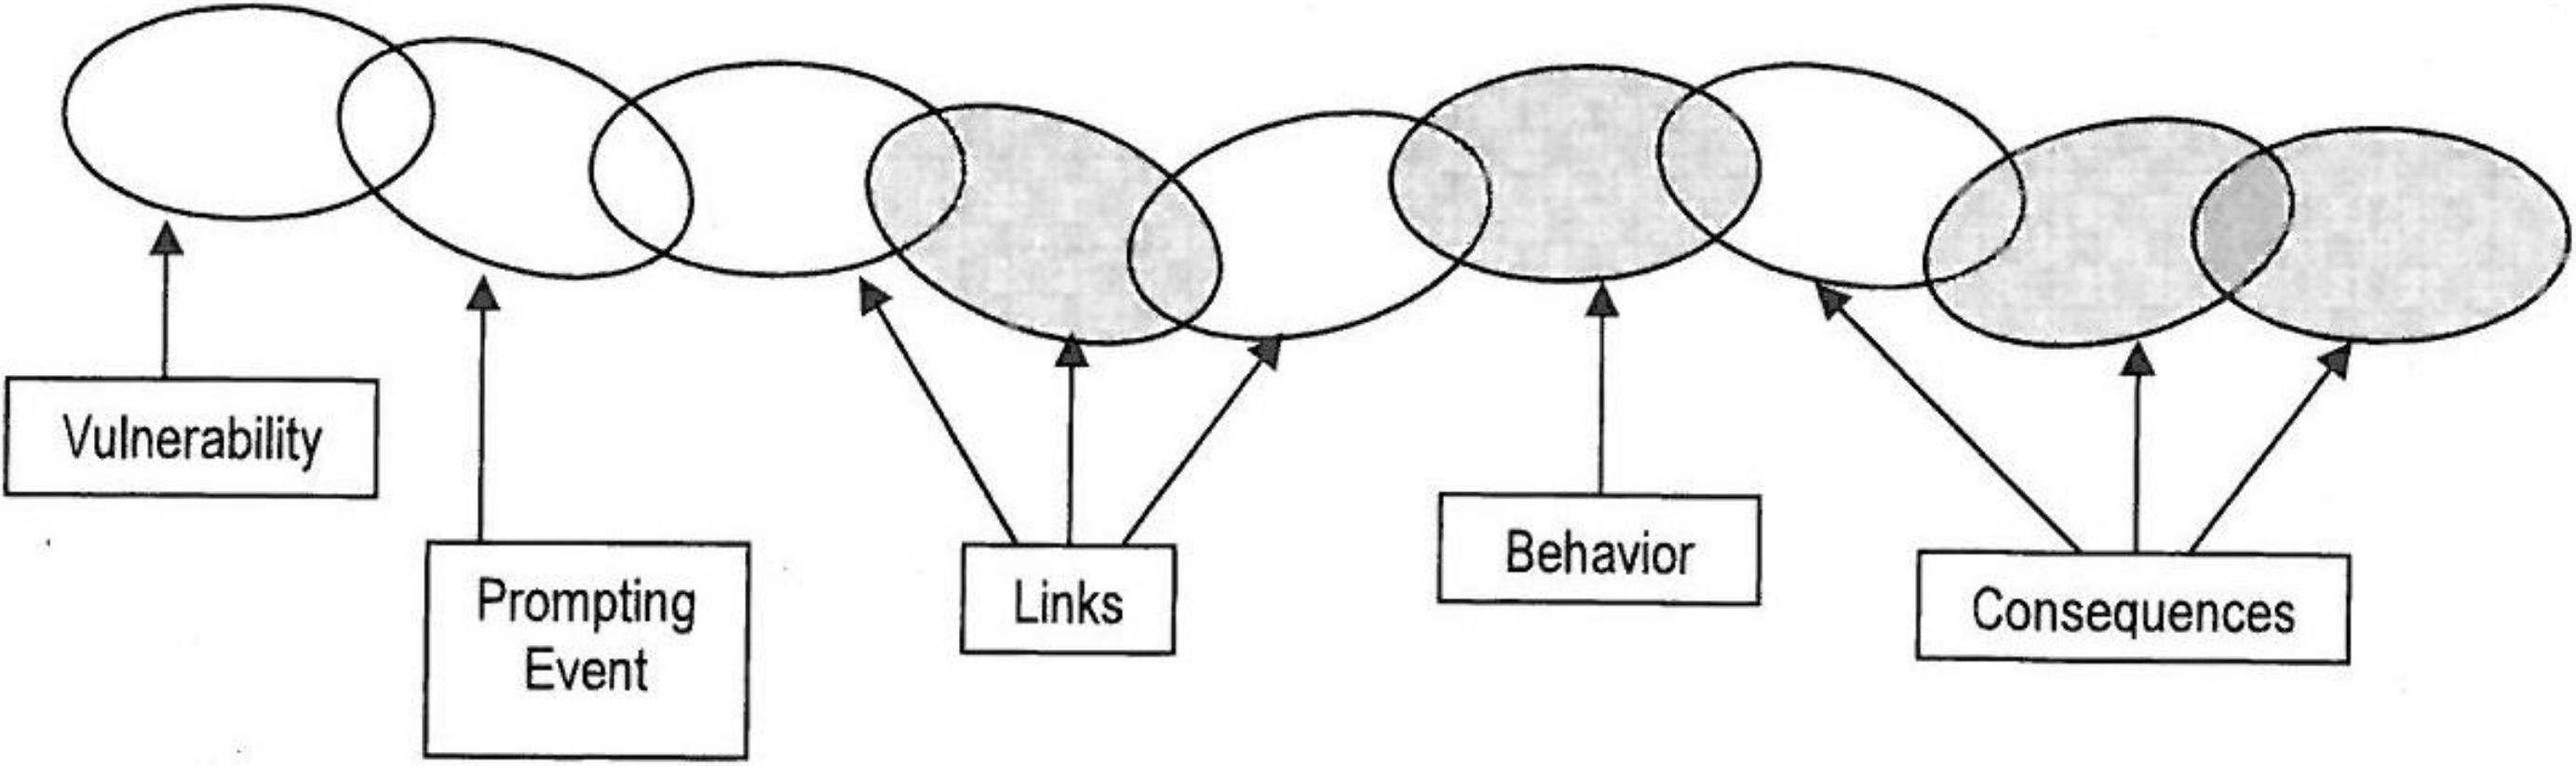 Vulnerability
Prompting
Event
Links
Behavior
Consequences